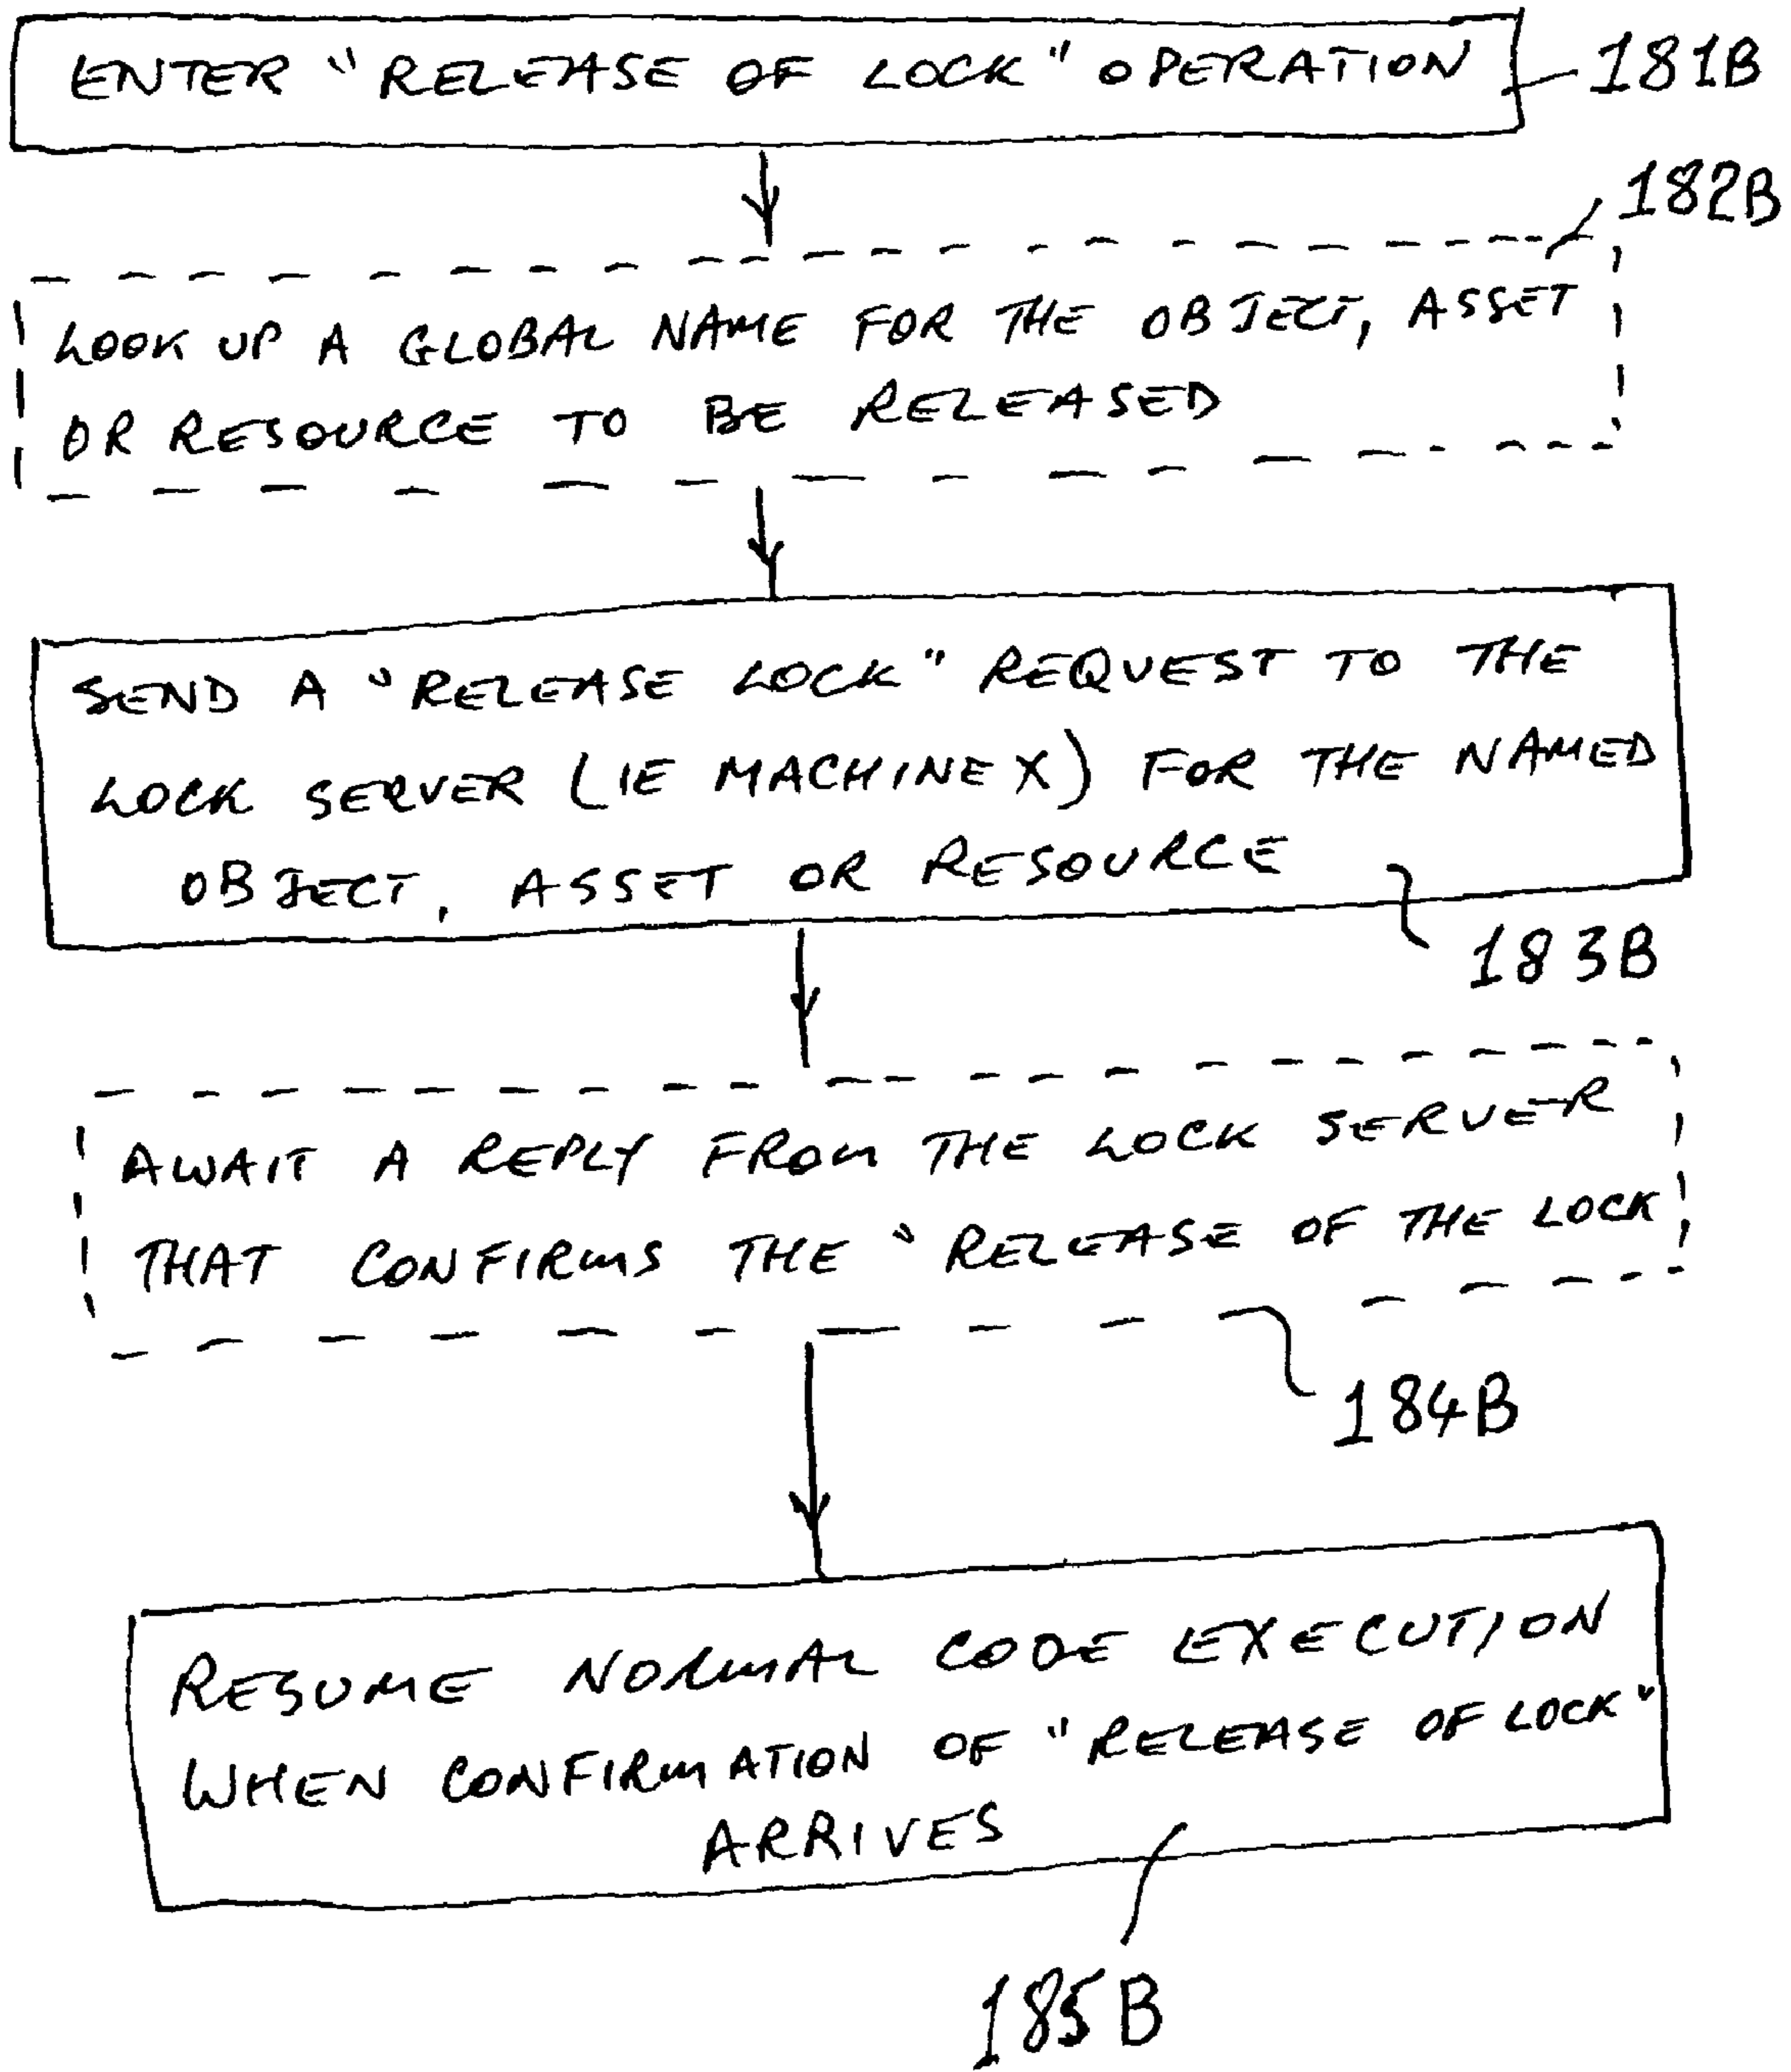 ENTER "RELEASE OF LOCK" OPERATION 181B
182B
LOOK UP A GLOBAL NAME FOR THE OBJECT, ASSET
OR RESOURCE TO BE RELEASED
SEND A "RELEASE LOCK" REQUEST TO THE
LOCK SERVER (IE MACHINE X) FOR THE NAMED
OBJECT, ASSET OR RESOURCE
183B
AWAIT A REPLY FROM THE LOCK SERVER
THAT CONFIRMS THE "RELEASE OF THE LOCK
184B
RESUME NORMAL CODE EXECUTION
WHEN CONFIRMATION OF "RELEASE OF LOCK"
ARRIVES
185B